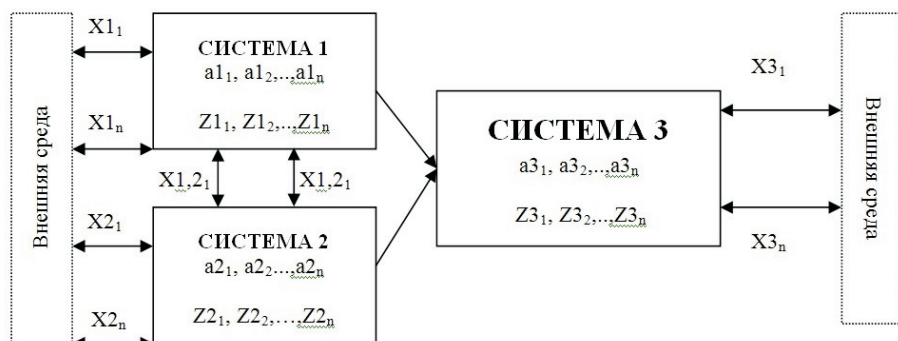 Внешняя среда
X1₁
X1ₙ
X2₁
X2ₙ
СИСТЕМА 1
a1₁, a1₂,..,a1ₙ
Z1₁, Z1₂,..,Z1ₙ
X1,2₁
X1,2₁
СИСТЕМА 2
a2₁, a2₂...,a2ₙ
Z2₁, Z2₂,…,Z2ₙ
СИСТЕМА 3
a3₁, a3₂,..,a3ₙ
Z3₁, Z3₂,..,Z3ₙ
X3₁
X3ₙ
Внешняя среда